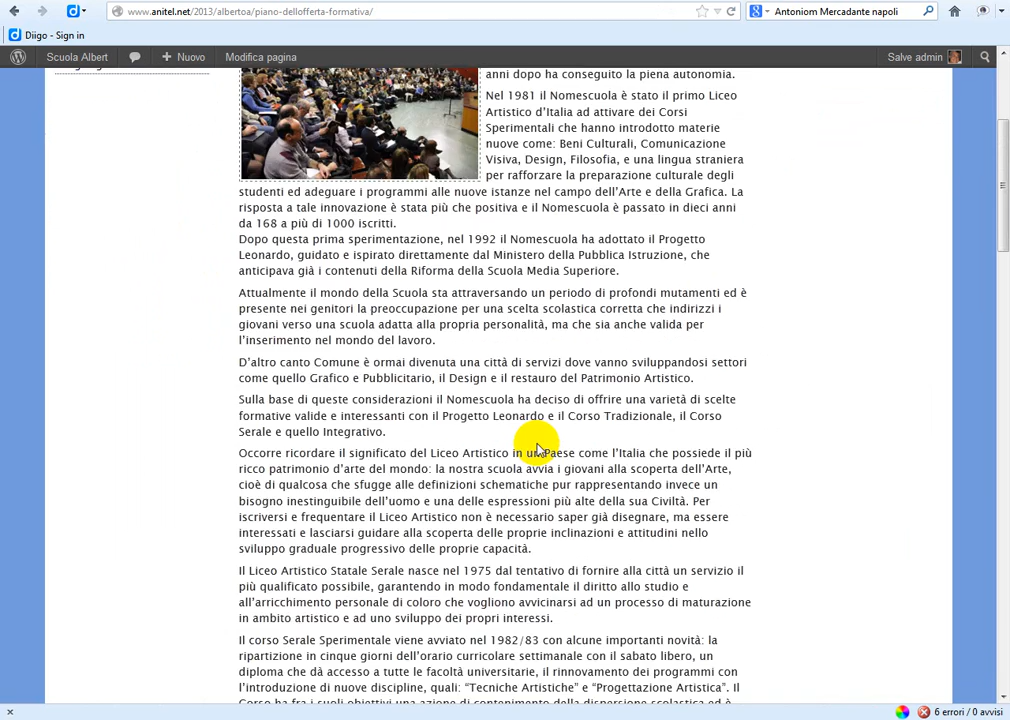 www.anitel.net/2013/albertoa/piano-dellofferta-formativa/
Antoniom Mercadante napoli
Diigo - Sign in
Scuola Albert
Nuovo
Modifica pagina
Salve admin
anni dopo ha conseguito la piena autonomia.
Nel 1981 il Nomescuola è stato il primo Liceo
Artistico d’Italia ad attivare dei Corsi
Sperimentali che hanno introdotto materie
nuove come: Beni Culturali, Comunicazione
Visiva, Design, Filosofia, e una lingua straniera
per rafforzare la preparazione culturale degli
studenti ed adeguare i programmi alle nuove istanze nel campo dell’Arte e della Grafica. La
risposta a tale innovazione è stata più che positiva e il Nomescuola è passato in dieci anni
da 168 a più di 1000 iscritti.
Dopo questa prima sperimentazione, nel 1992 il Nomescuola ha adottato il Progetto
Leonardo, guidato e ispirato direttamente dal Ministero della Pubblica Istruzione, che
anticipava già i contenuti della Riforma della Scuola Media Superiore.
Attualmente il mondo della Scuola sta attraversando un periodo di profondi mutamenti ed è
presente nei genitori la preoccupazione per una scelta scolastica corretta che indirizzi i
giovani verso una scuola adatta alla propria personalità, ma che sia anche valida per
l’inserimento nel mondo del lavoro.
D’altro canto Comune è ormai divenuta una città di servizi dove vanno sviluppandosi settori
come quello Grafico e Pubblicitario, il Design e il restauro del Patrimonio Artistico.
Sulla base di queste considerazioni il Nomescuola ha deciso di offrire una varietà di scelte
formative valide e interessanti con il Progetto Leonardo e il Corso Tradizionale, il Corso
Serale e quello Integrativo.
Occorre ricordare il significato del Liceo Artistico in un Paese come l’Italia che possiede il più
ricco patrimonio d’arte del mondo: la nostra scuola avvia i giovani alla scoperta dell’Arte,
cioè di qualcosa che sfugge alle definizioni schematiche pur rappresentando invece un
bisogno inestinguibile dell’uomo e una delle espressioni più alte della sua Civiltà. Per
iscriversi e frequentare il Liceo Artistico non è necessario saper già disegnare, ma essere
interessati e lasciarsi guidare alla scoperta delle proprie inclinazioni e attitudini nello
sviluppo graduale progressivo delle proprie capacità.
Il Liceo Artistico Statale Serale nasce nel 1975 dal tentativo di fornire alla città un servizio il
più qualificato possibile, garantendo in modo fondamentale il diritto allo studio e
all’arricchimento personale di coloro che vogliono avvicinarsi ad un processo di maturazione
in ambito artistico e ad uno sviluppo dei propri interessi.
Il corso Serale Sperimentale viene avviato nel 1982/83 con alcune importanti novità: la
ripartizione in cinque giorni dell’orario curricolare settimanale con il sabato libero, un
diploma che dà accesso a tutte le facoltà universitarie, il rinnovamento dei programmi con
l’introduzione di nuove discipline, quali: “Tecniche Artistiche” e “Progettazione Artistica”. Il
Corso ha fra i suoi obiettivi una azione di contenimento della dispersione scolastica ed è
6 errori / 0 avvisi